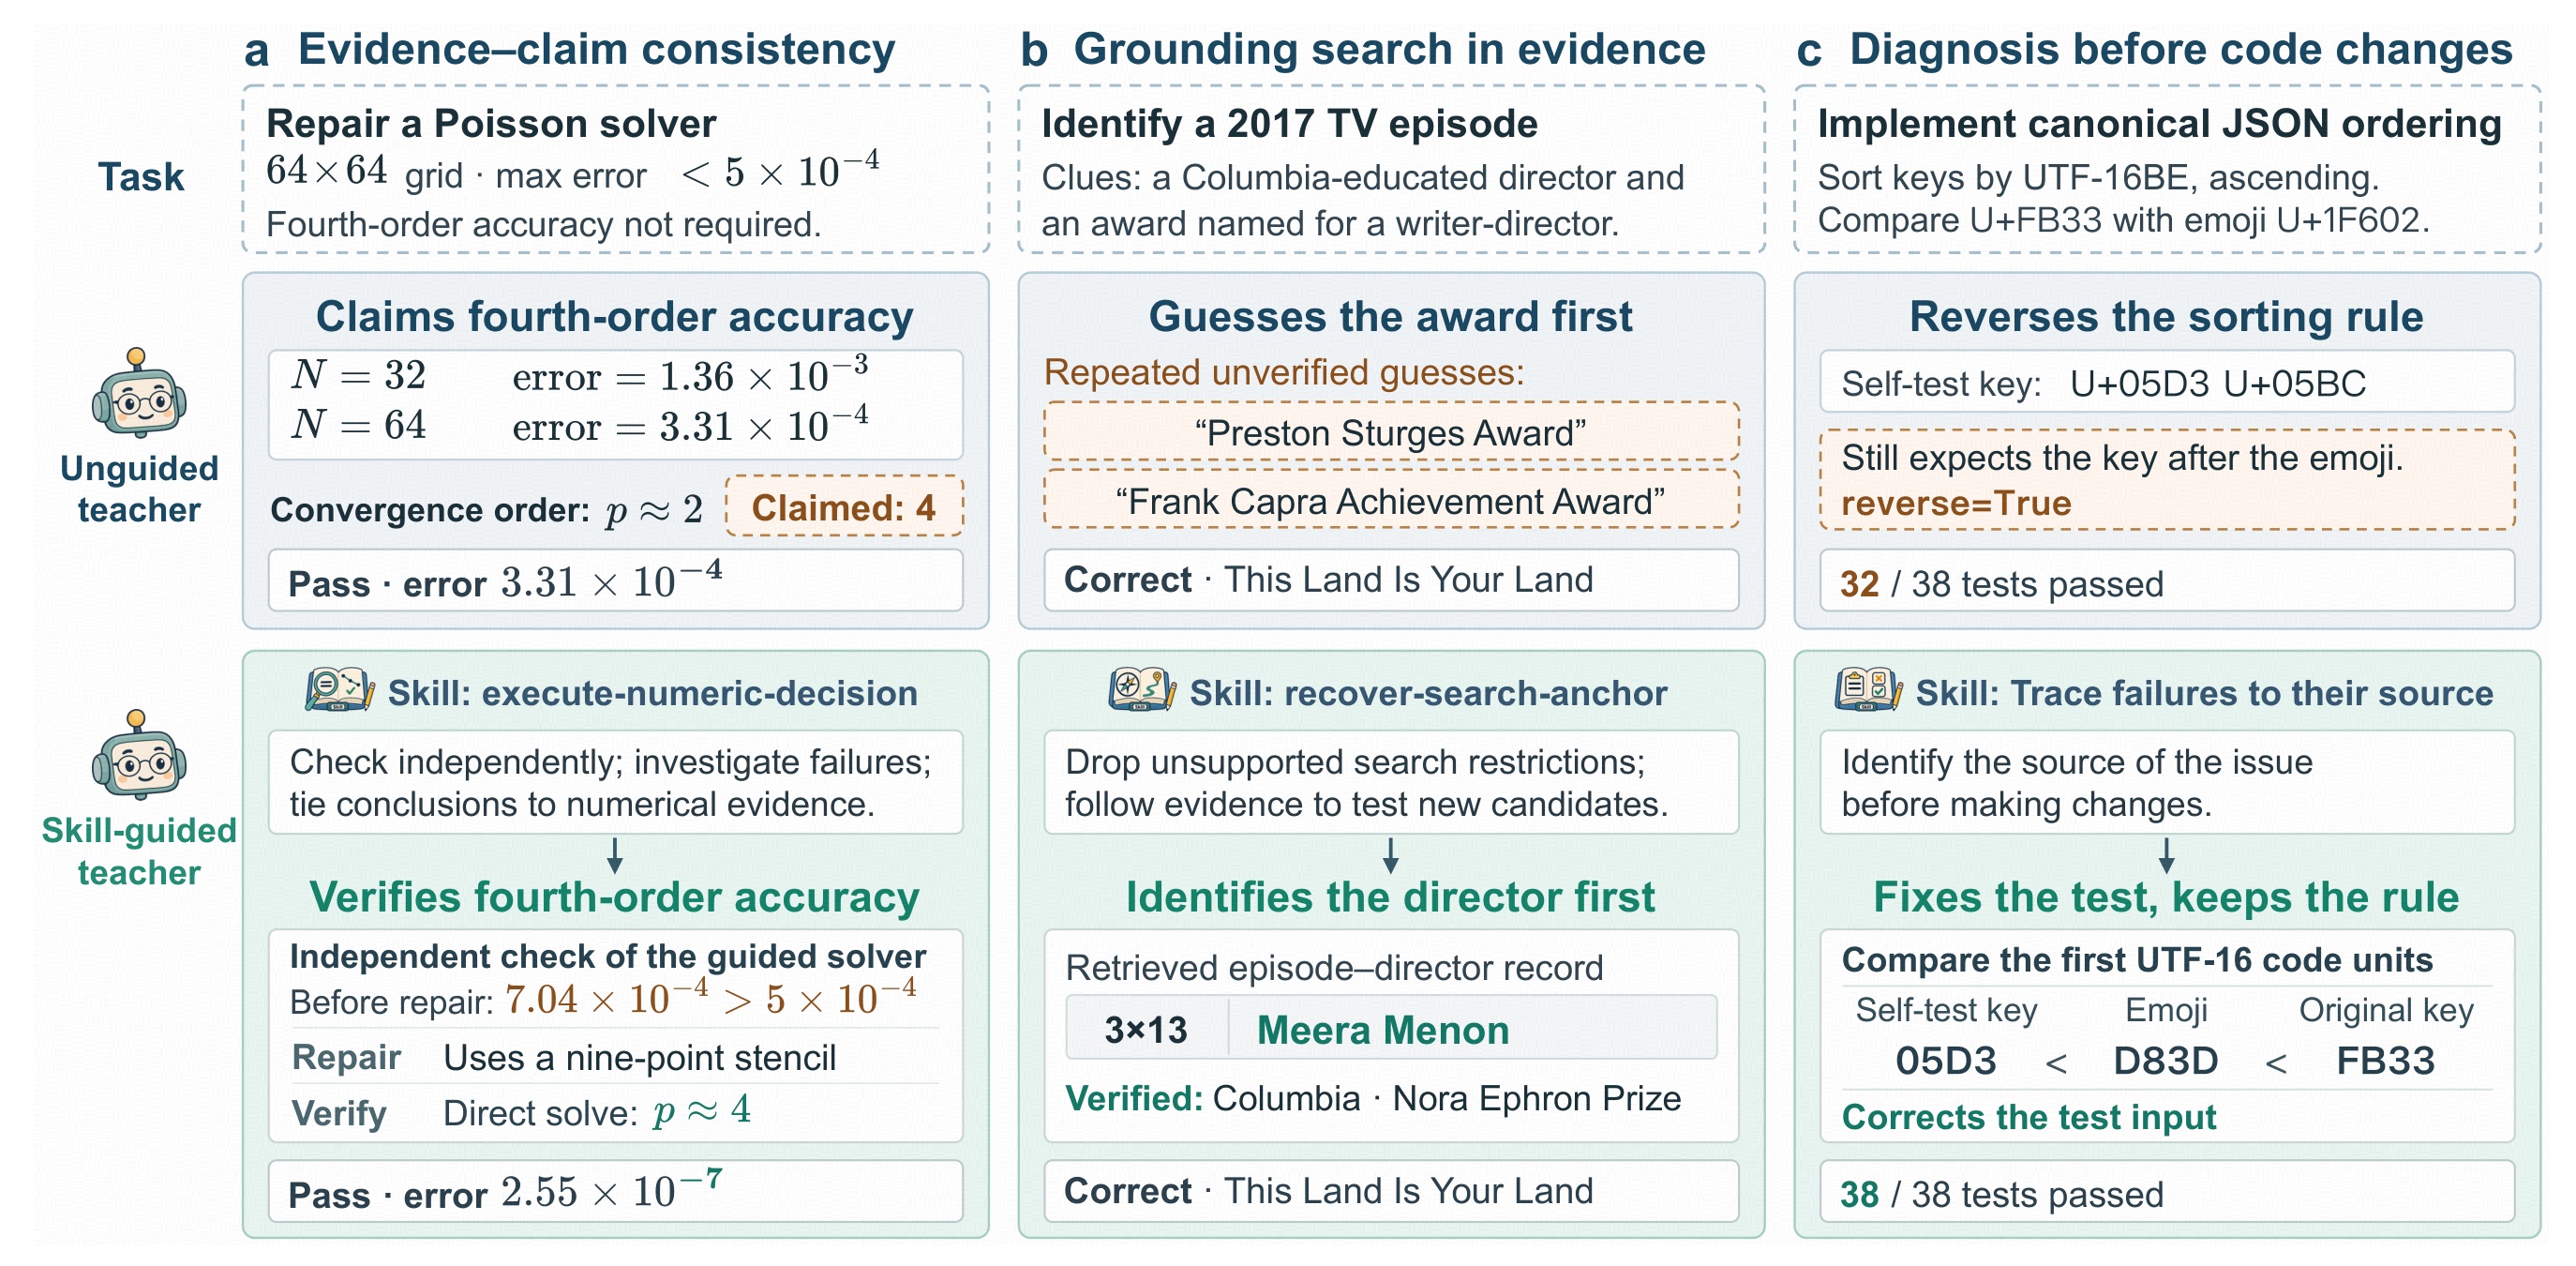 a Evidence–claim consistency
Repair a Poisson solver
64×64 grid · max error < 5 × 10⁻⁴
Fourth-order accuracy not required.
b Grounding search in evidence
Identify a 2017 TV episode
Clues: a Columbia-educated director and
an award named for a writer-director.
c Diagnosis before code changes
Implement canonical JSON ordering
Sort keys by UTF-16BE, ascending.
Compare U+FB33 with emoji U+1F602.
Task
Unguided
teacher
Claims fourth-order accuracy
N = 32 error = 1.36 × 10⁻³
N = 64 error = 3.31 × 10⁻⁴
Convergence order: p ≈ 2 Claimed: 4
Pass · error 3.31 × 10⁻⁴
Guesses the award first
Repeated unverified guesses:
“Preston Sturges Award”
“Frank Capra Achievement Award”
Correct · This Land Is Your Land
Reverses the sorting rule
Self-test key: U+05D3 U+05BC
Still expects the key after the emoji.
reverse=True
32 / 38 tests passed
Skill-guided
teacher
Skill: execute-numeric-decision
Check independently; investigate failures;
tie conclusions to numerical evidence.
Verifies fourth-order accuracy
Independent check of the guided solver
Before repair: 7.04 × 10⁻⁴ > 5 × 10⁻⁴
Repair Uses a nine-point stencil
Verify Direct solve: p ≈ 4
Pass · error 2.55 × 10⁻⁷
Skill: recover-search-anchor
Drop unsupported search restrictions;
follow evidence to test new candidates.
Identifies the director first
Retrieved episode–director record
3×13 Meera Menon
Verified: Columbia · Nora Ephron Prize
Correct · This Land Is Your Land
Skill: Trace failures to their source
Identify the source of the issue
before making changes.
Fixes the test, keeps the rule
Compare the first UTF-16 code units
Self-test key Emoji Original key
05D3 < D83D < FB33
Corrects the test input
38 / 38 tests passed